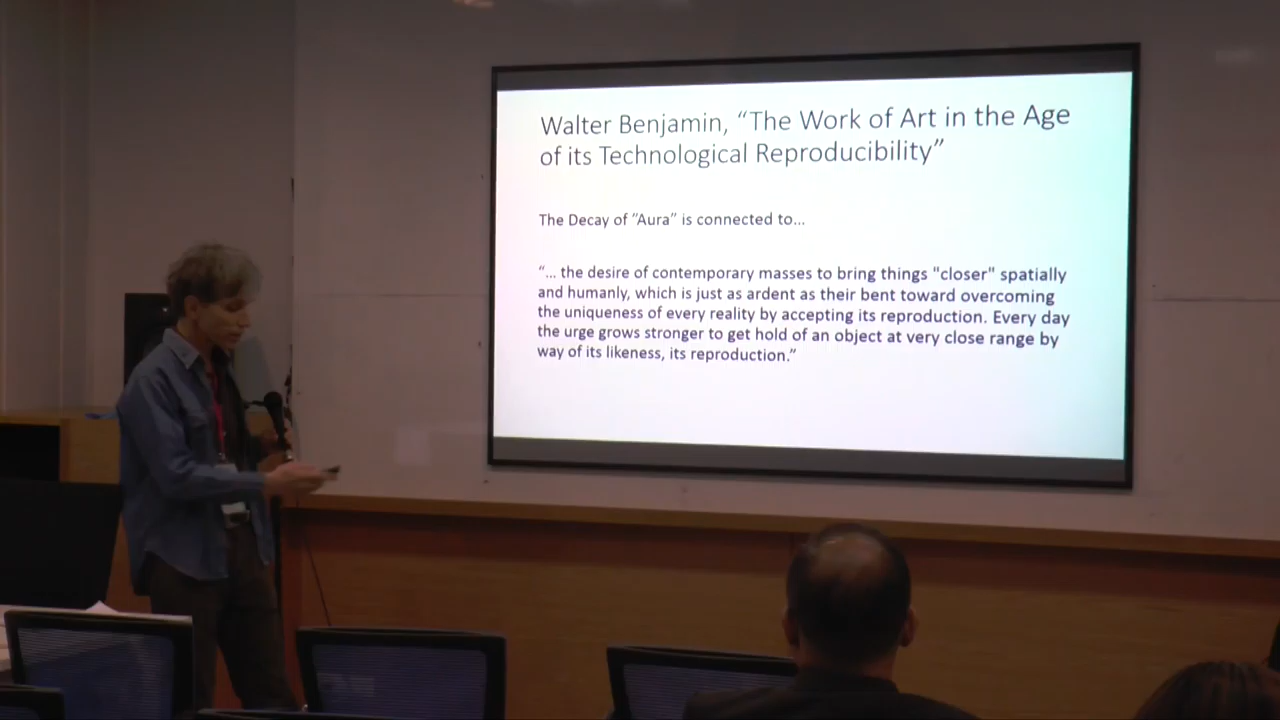 Walter Benjamin, “The Work of Art in the Age
of its Technological Reproducibility”
The Decay of “Aura” is connected to...
“... the desire of contemporary masses to bring things "closer" spatially
and humanly, which is just as ardent as their bent toward overcoming
the uniqueness of every reality by accepting its reproduction. Every day
the urge grows stronger to get hold of an object at very close range by
way of its likeness, its reproduction.”